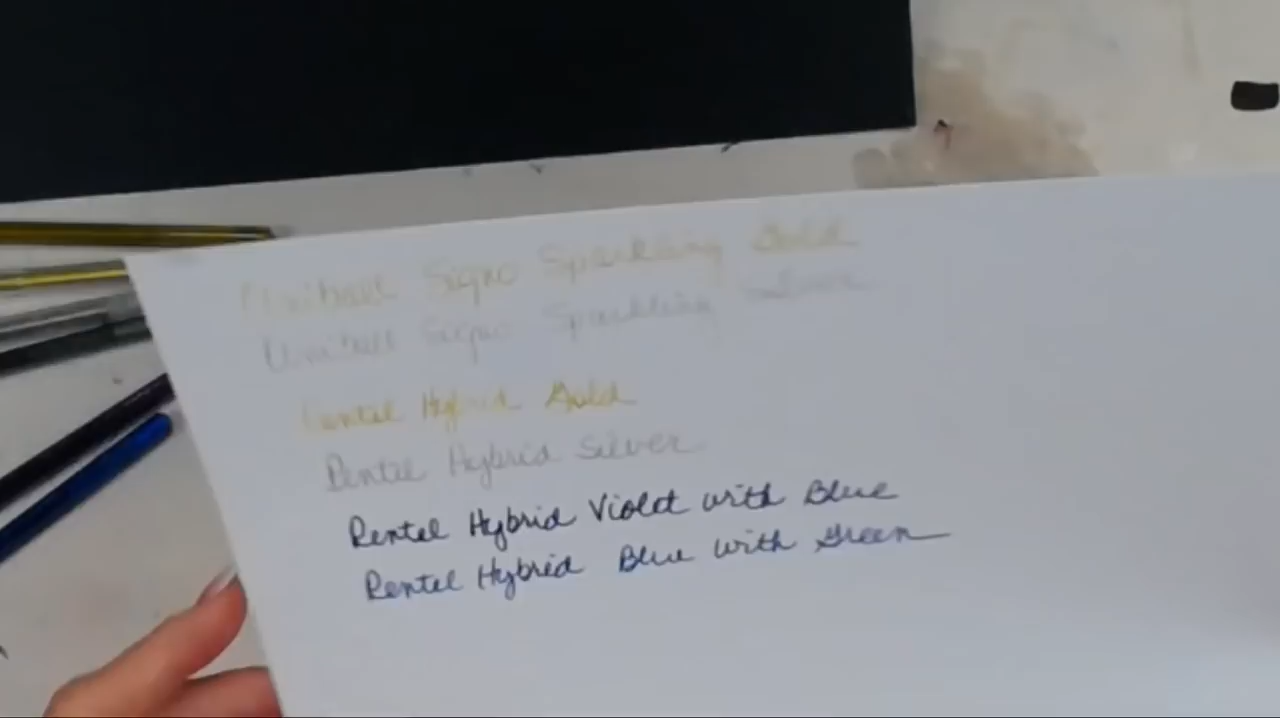 Uniball Signo Sparkling Gold
Uniball Signo Sparkling Silver
Pentel Hybrid Gold
Pentel Hybrid Silver
Pentel Hybrid Violet with Blue
Pentel Hybrid Blue with Green